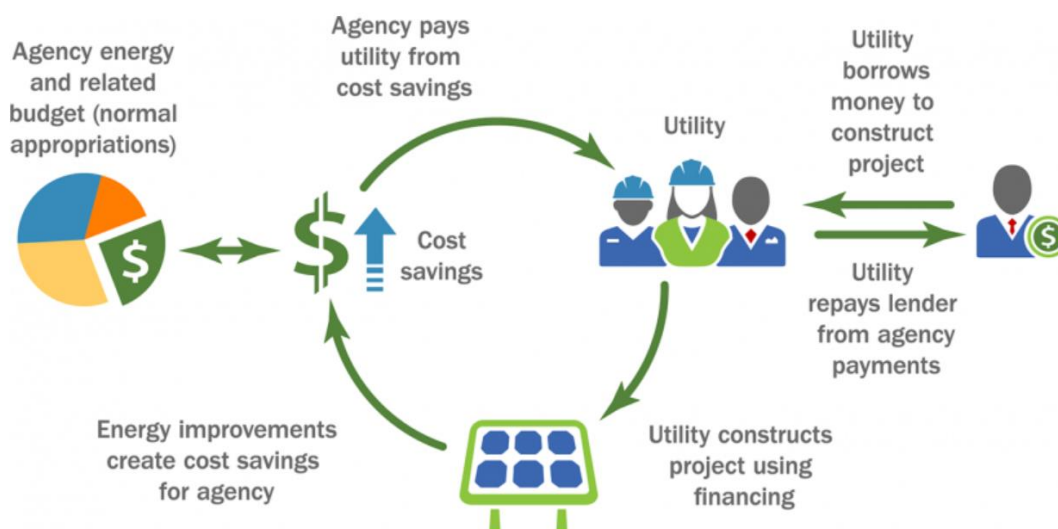 Agency energy
and related
budget (normal
appropriations)
$
Agency pays
utility from
cost savings
$
Cost
savings
Utility
Utility
borrows
money to
construct
project
$
Utility
repays lender
from agency
payments
Energy improvements
create cost savings
for agency
Utility constructs
project using
financing